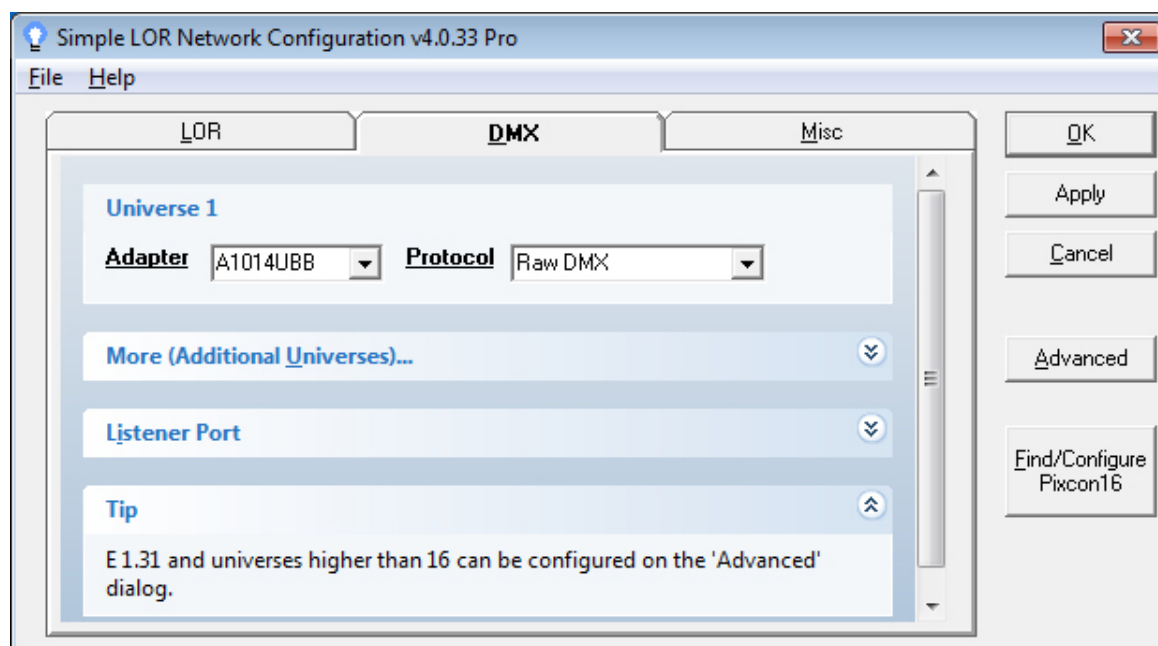 Simple LOR Network Configuration v4.0.33 Pro
File Help
LOR DMX Misc
OK
Apply
Cancel
Advanced
Find/Configure
Pixcon16
Universe 1
Adapter A1014UBB Protocol Raw DMX
More (Additional Universes)...
Listener Port
Tip
E 1.31 and universes higher than 16 can be configured on the 'Advanced'
dialog.